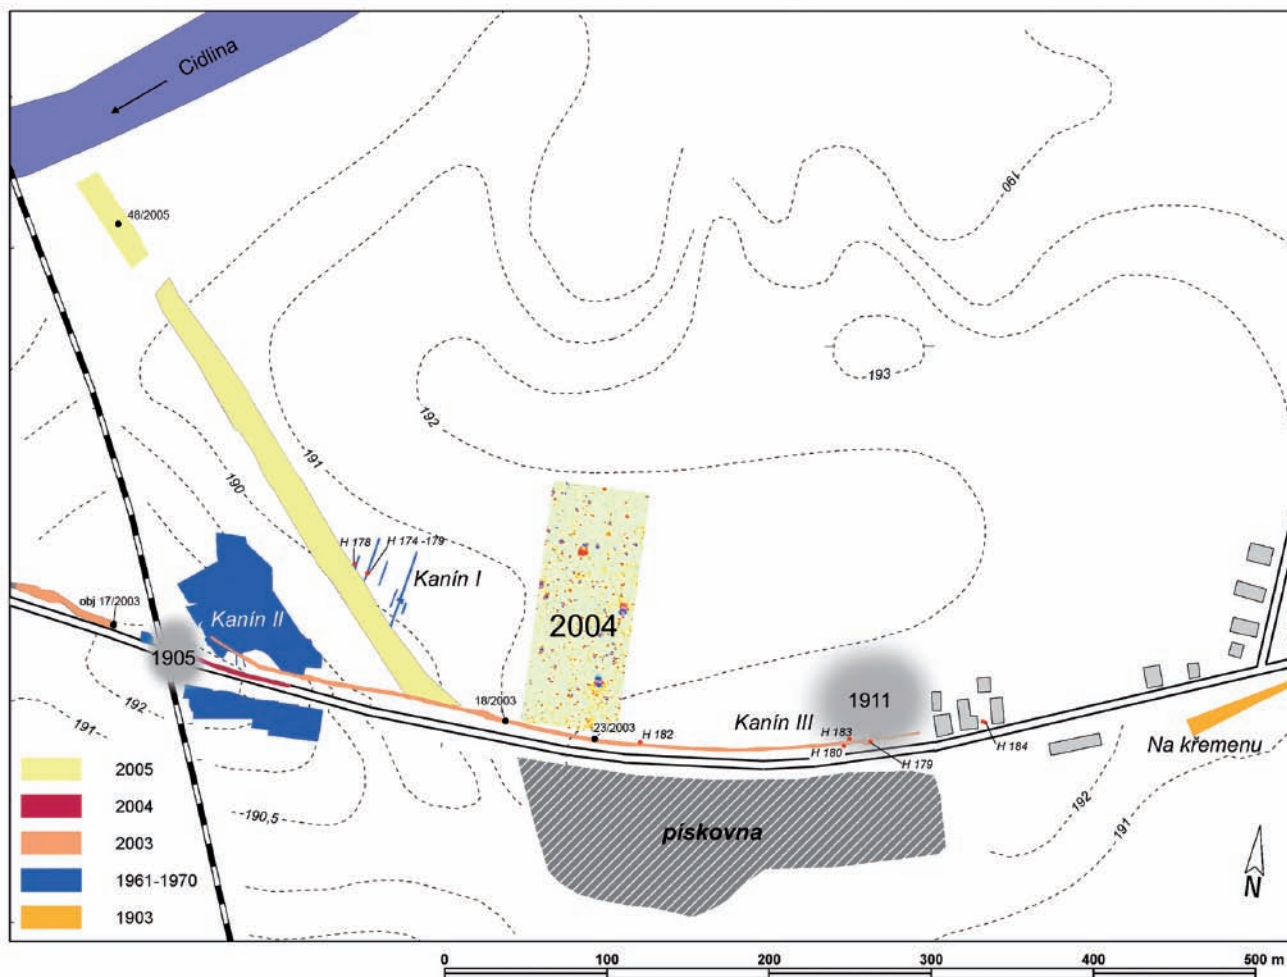 Cidlina
48/2005
190
193
192
191
190
H 178
H 174 -179
Kanín I
obj 17/2003
Kanín II
2004
1905
18/2003
1911
192
Kanín III
23/2003
H 182
H 183
H 180
H 184
H 179
Na křemenu
191
2005
2004
190,5
pískovna
192
191
2003
1961-1970
1903
N
0 100 200 300 400 500 m